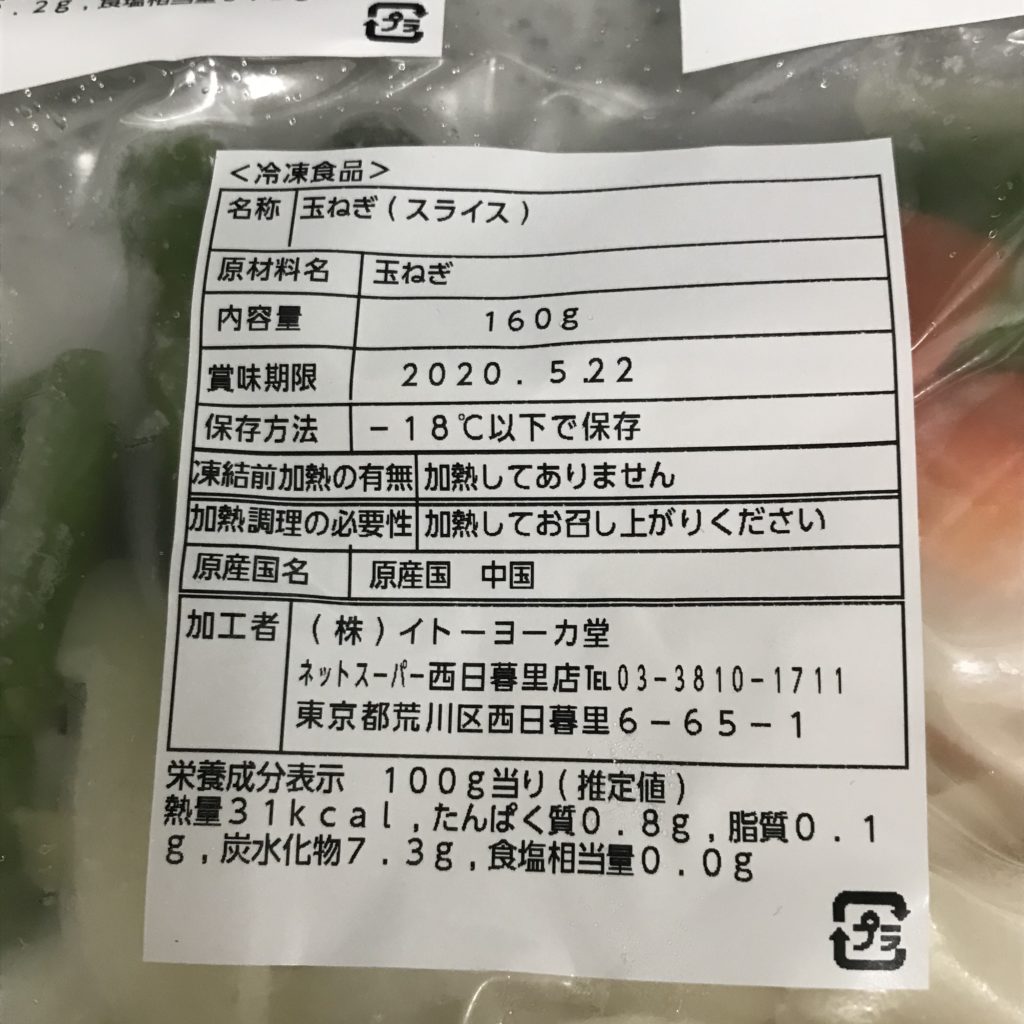 ．２ｇ，食塩相当量０．
プラ
＜冷凍食品＞
名称 玉ねぎ（スライス）
原材料名 玉ねぎ
内容量 １６０ｇ
賞味期限 ２０２０．５.２２
保存方法 －１８℃以下で保存
凍結前加熱の有無 加熱してありません
加熱調理の必要性 加熱してお召し上がりください
原産国名 原産国　中国
加工者 （株）イトーヨーカ堂
ネットスーパー西日暮里店℡03-3810-1711
東京都荒川区西日暮里６－６５－１
栄養成分表示　１００ｇ当り（推定値）
熱量３１ｋｃａｌ，たんぱく質０．８ｇ，脂質０．１
ｇ，炭水化物７．３ｇ，食塩相当量０．０ｇ
プラ